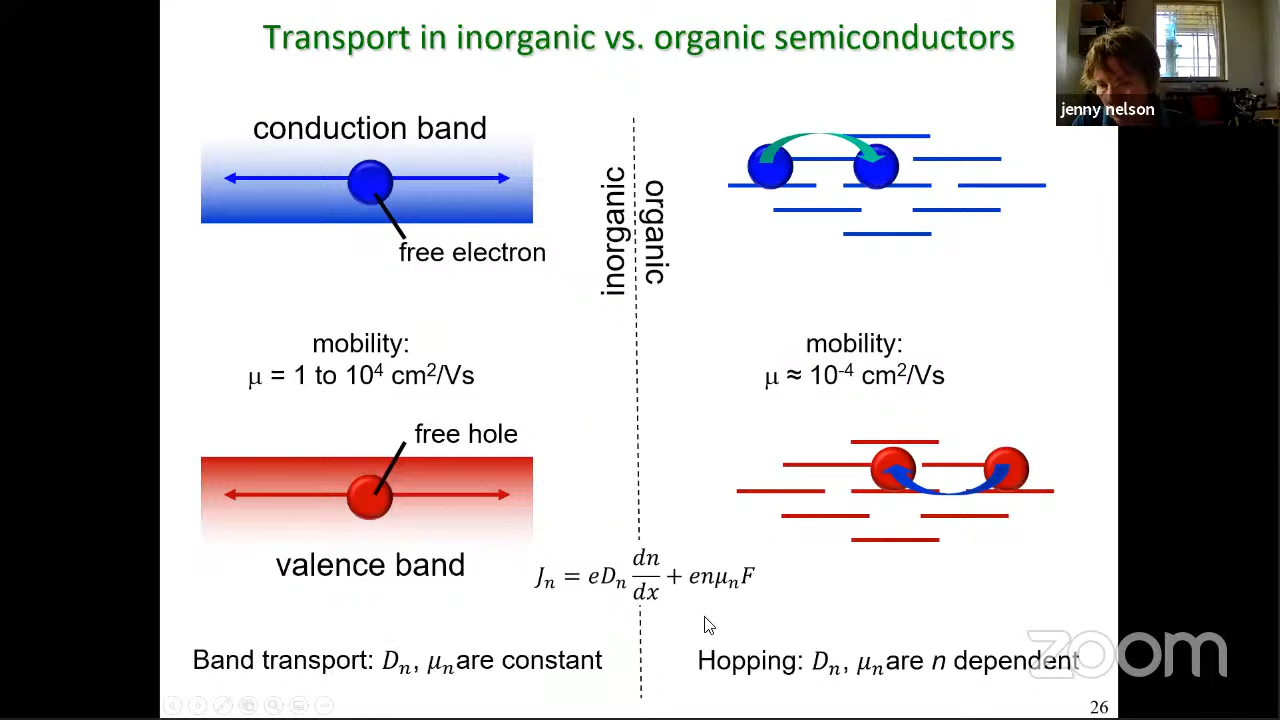 Transport in inorganic vs. organic semiconductors
jenny nelson
conduction band
free electron
inorganic
organic
mobility:
μ = 1 to 10⁴ cm²/Vs
mobility:
μ ≈ 10⁻⁴ cm²/Vs
free hole
valence band
Jₙ = eDₙ dn/dx + enμₙF
Band transport: Dₙ, μₙ are constant
Hopping: Dₙ, μₙ are n dependent
zoom
26